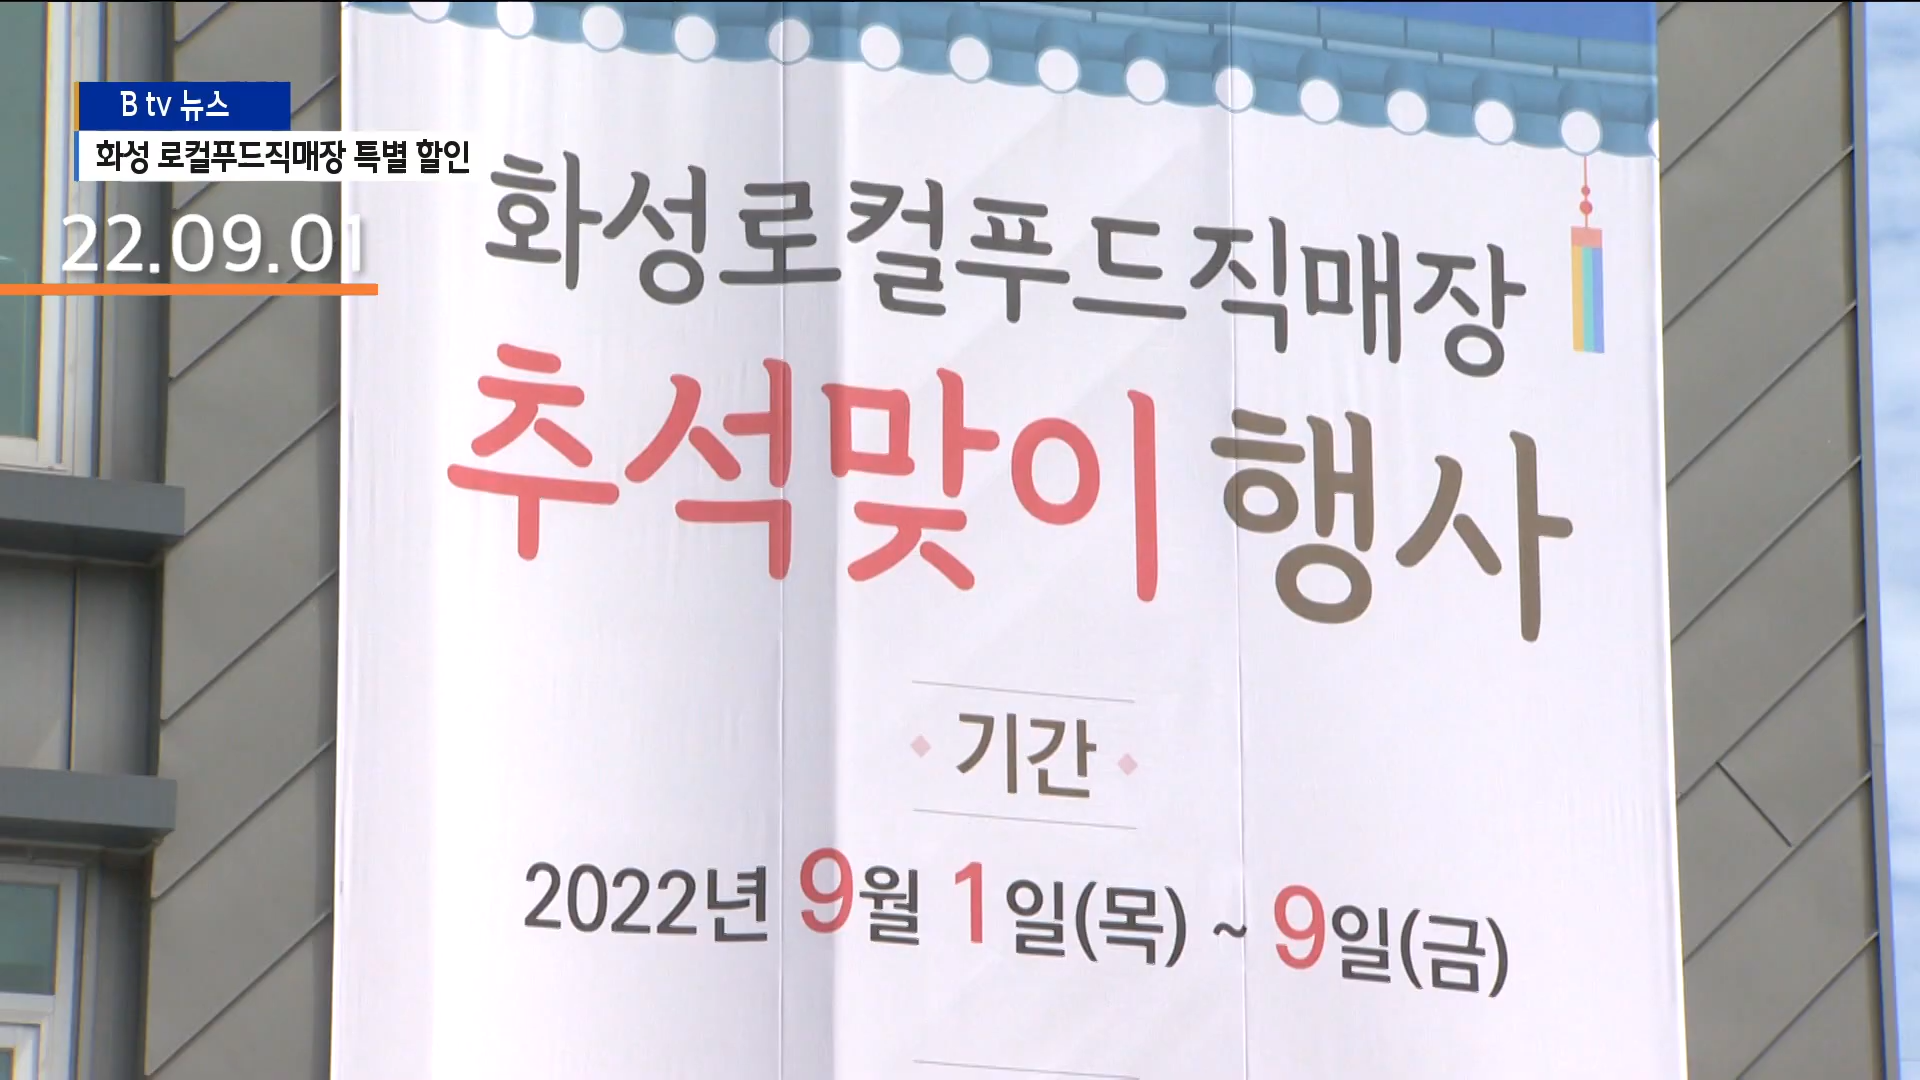 B tv 뉴스
화성 로컬푸드직매장 특별 할인
22.09.01
화성로컬푸드직매장
추석맞이 행사
기간
2022년 9월 1일(목) ~ 9일(금)